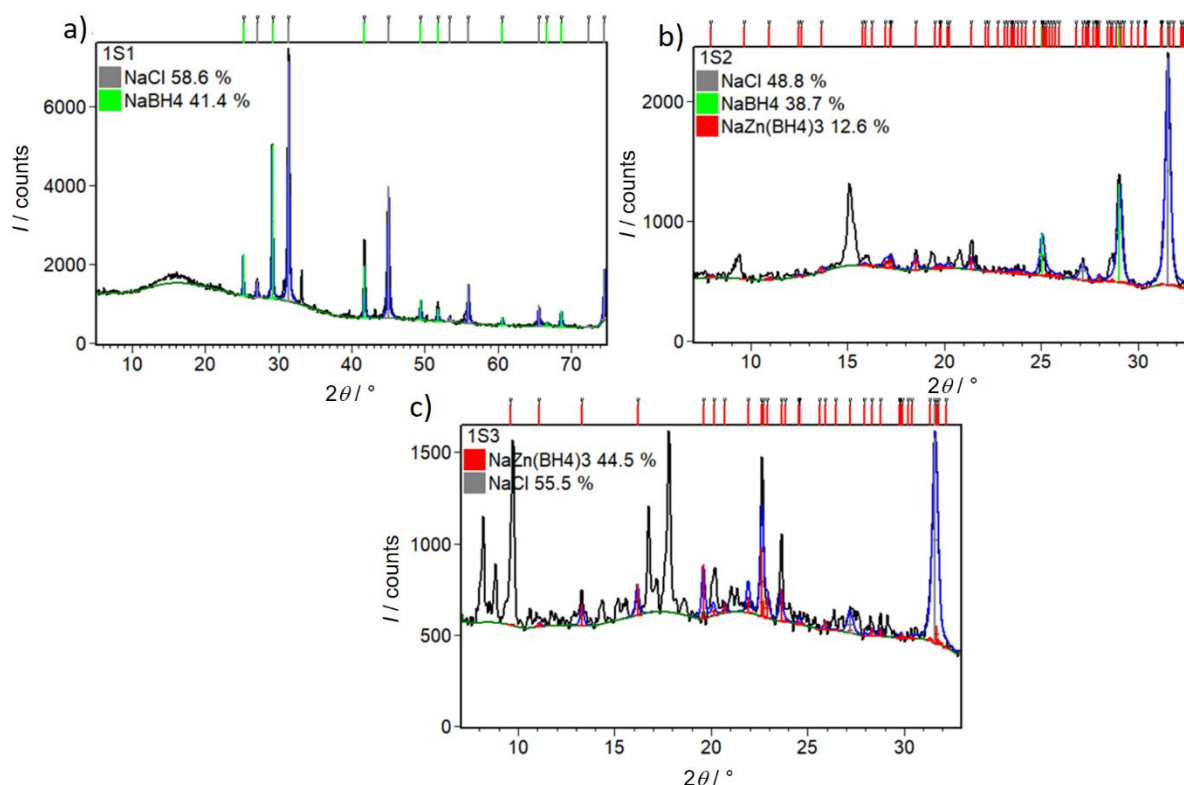 a)
1S1
NaCl 58.6 %
NaBH4 41.4 %
6000
4000
2000
0
I / counts
10 20 30 40 50 60 70
2θ / °
b)
1S2
NaCl 48.8 %
NaBH4 38.7 %
NaZn(BH4)3 12.6 %
2000
1000
0
I / counts
10 15 20 25 30
2θ / °
c)
1S3
NaZn(BH4)3 44.5 %
NaCl 55.5 %
1500
1000
500
0
I / counts
10 20 30
2θ / °